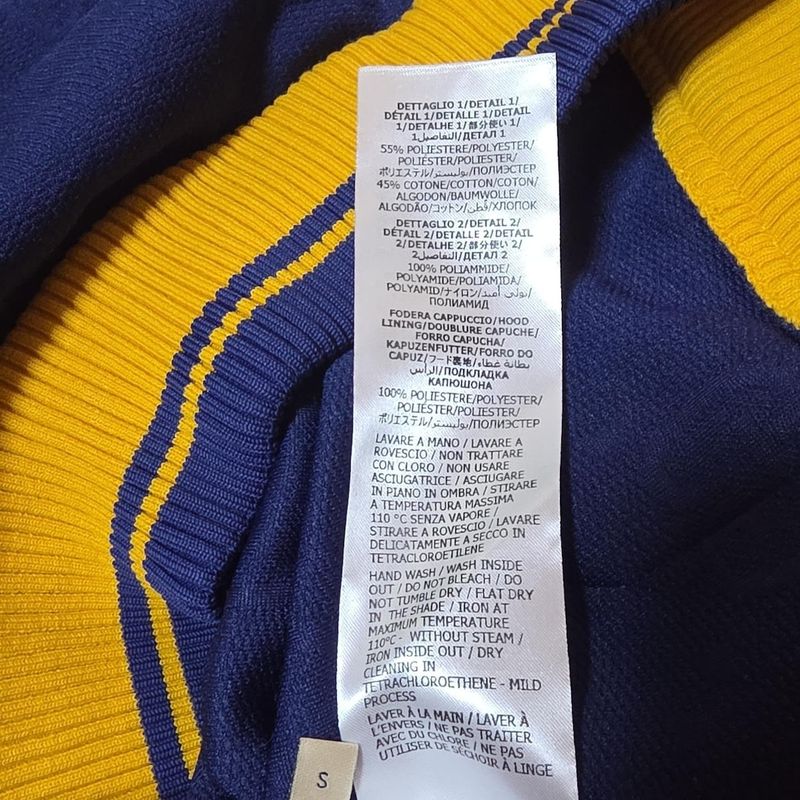 DETTAGLIO 1/DETAIL 1/
DÉTAIL 1/DETALLE 1/DETAIL
1/DETALHE 1/部分使い 1/
التفاصيل1/ДЕТАЛ 1
55% POLIESTERE/POLYESTER/
POLIÉSTER/POLYESTER/
ポリエステル/بوليستر/ПОЛИЭСТЕР
45% COTONE/COTTON/COTON/
ALGODON/BAUMWOLLE/
ALGODÃO/コットン/قطن/ХЛОПОК
DETTAGLIO 2/DETAIL 2/
DÉTAIL 2/DETALLE 2/DETAIL
2/DETALHE 2/部分使い 2/
التفاصيل2/ДЕТАЛ 2
100% POLIAMMIDE/
POLYAMIDE/POLIAMIDA/
POLYAMID/ナイロン/بولي أميد/
ПОЛИАМИД
FODERA CAPPUCCIO/HOOD
LINING/DOUBLURE CAPUCHE/
FORRO CAPUCHA/
KAPUZENFUTTER/FORRO DO
CAPUZ/フード裏地/بطانة غطاء
الرأس/ПОДКЛАДКА
КАПЮШОНА
100% POLIESTERE/POLYESTER/
POLIÉSTER/POLYESTER/
ポリエステル/بوليستر/ПОЛИЭСТЕР
LAVARE A MANO / LAVARE A
ROVESCIO / NON TRATTARE
CON CLORO / NON USARE
ASCIUGATRICE / ASCIUGARE
IN PIANO IN OMBRA / STIRARE
A TEMPERATURA MASSIMA
110 °C SENZA VAPORE /
STIRARE A ROVESCIO / LAVARE
DELICATAMENTE A SECCO IN
TETRACLOROETILENE
HAND WASH / WASH INSIDE
OUT / DO NOT BLEACH / DO
NOT TUMBLE DRY / FLAT DRY
IN THE SHADE / IRON AT
MAXIMUM TEMPERATURE
110°C- WITHOUT STEAM /
IRON INSIDE OUT / DRY
CLEANING IN
TETRACHLOROETHENE - MILD
PROCESS
LAVER À LA MAIN / LAVER À
L'ENVERS / NE PAS TRAITER
AVEC DU CHLORE / NE PAS
UTILISER DE SÉCHOIR À LINGE
S